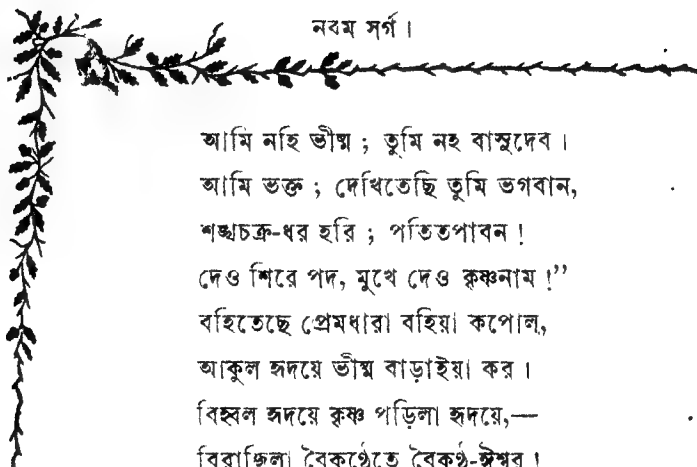 নবম সর্গ।
আমি নহি ভীষ্ম ; তুমি নহ বাসুদেব।
আমি ভক্ত ; দেখিতেছি তুমি ভগবান,
শঙ্খচক্র-ধর হরি ; পতিতপাবন !
দেও শিরে পদ, মুখে দেও কৃষ্ণনাম !”
বহিতেছে প্রেমধারা বহিয়া কপোল,
আকুল হৃদয়ে ভীষ্ম বাড়াইয়া কর।
বিহ্বল হৃদয়ে কৃষ্ণ পড়িলা হৃদয়ে,—
বিরাজিলা বৈকুণ্ঠেতে বৈকুণ্ঠ-ঈশ্বর।